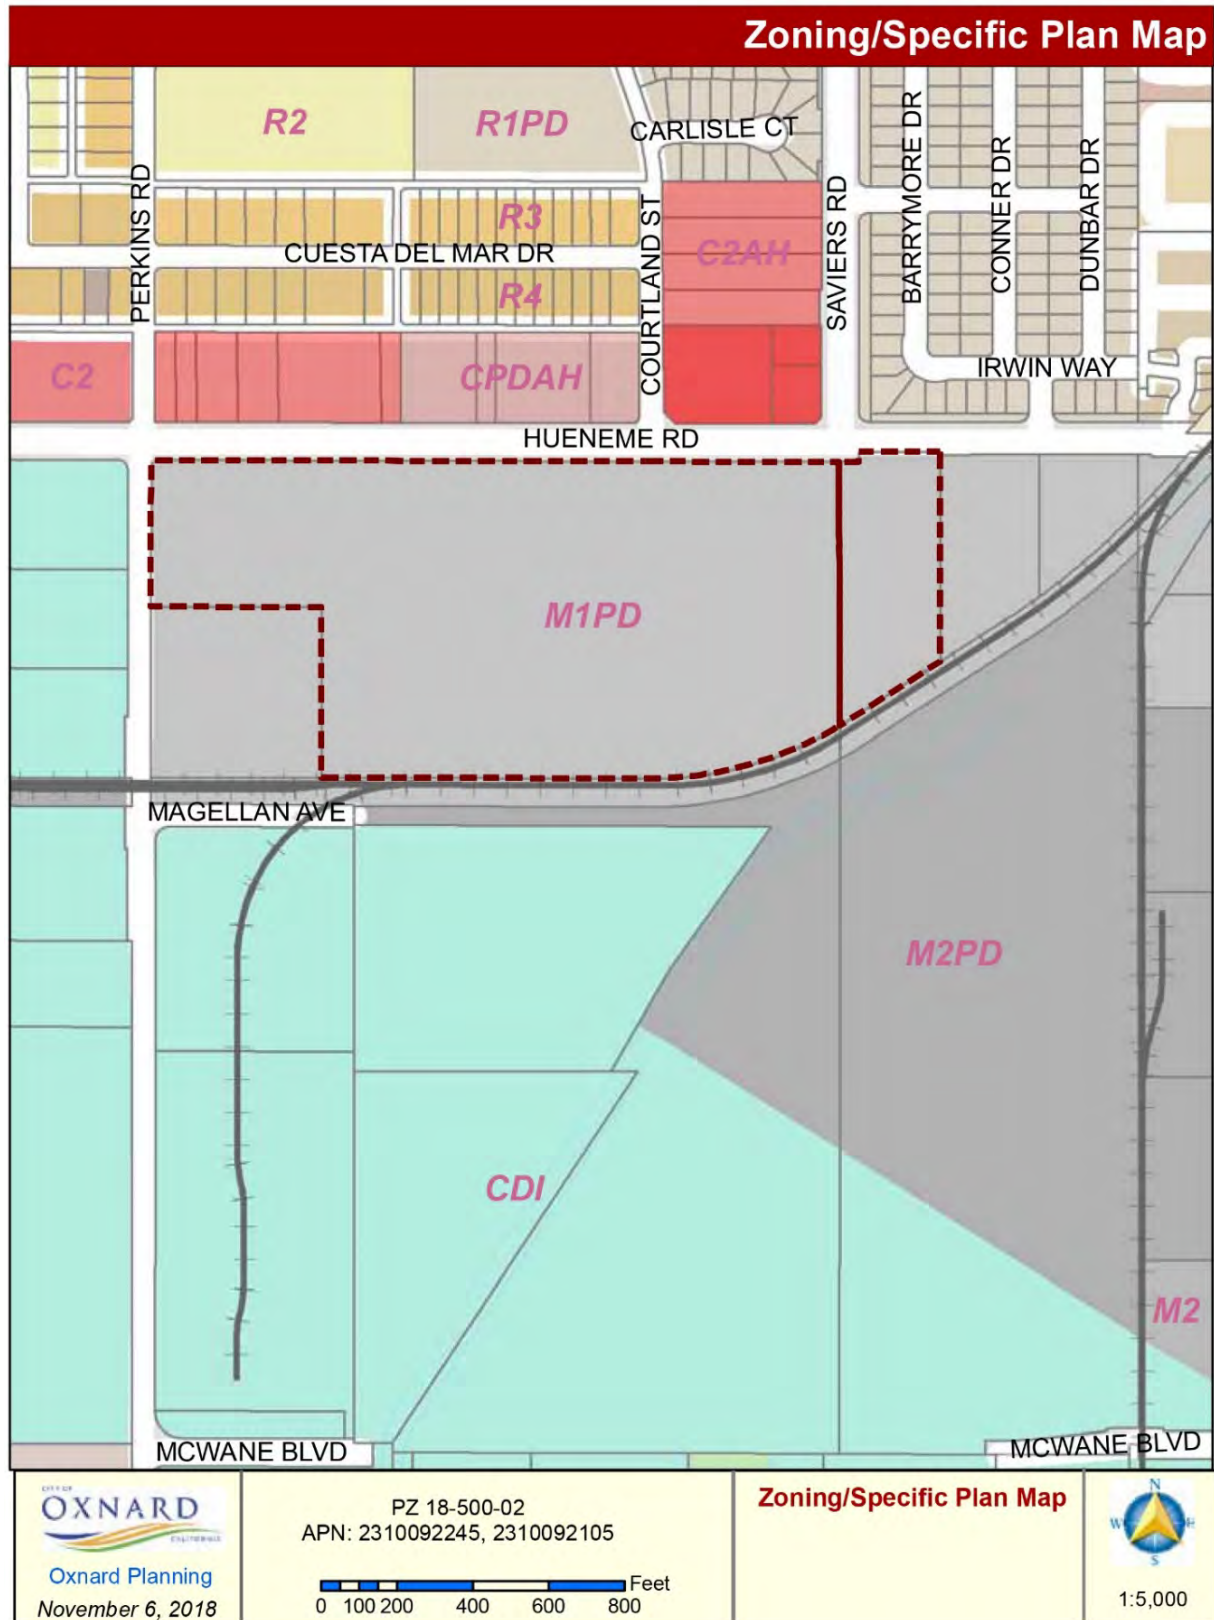 Zoning/Specific Plan Map
R2
R1PD
CARLISLE CT
PERKINS RD
R3
CUESTA DEL MAR DR
R4
COURTLAND ST
C2AH
SAVIERS RD
BARRYMORE DR
CONNER DR
DUNBAR DR
IRWIN WAY
C2
CPDAH
HUENEME RD
M1PD
MAGELLAN AVE
M2PD
CDI
M2
MCWANE BLVD
MCWANE BLVD
CITY OF
OXNARD
CALIFORNIA
Oxnard Planning
November 6, 2018
PZ 18-500-02
APN: 2310092245, 2310092105
Feet
0 100 200 400 600 800
Zoning/Specific Plan Map
N
W E
S
1:5,000